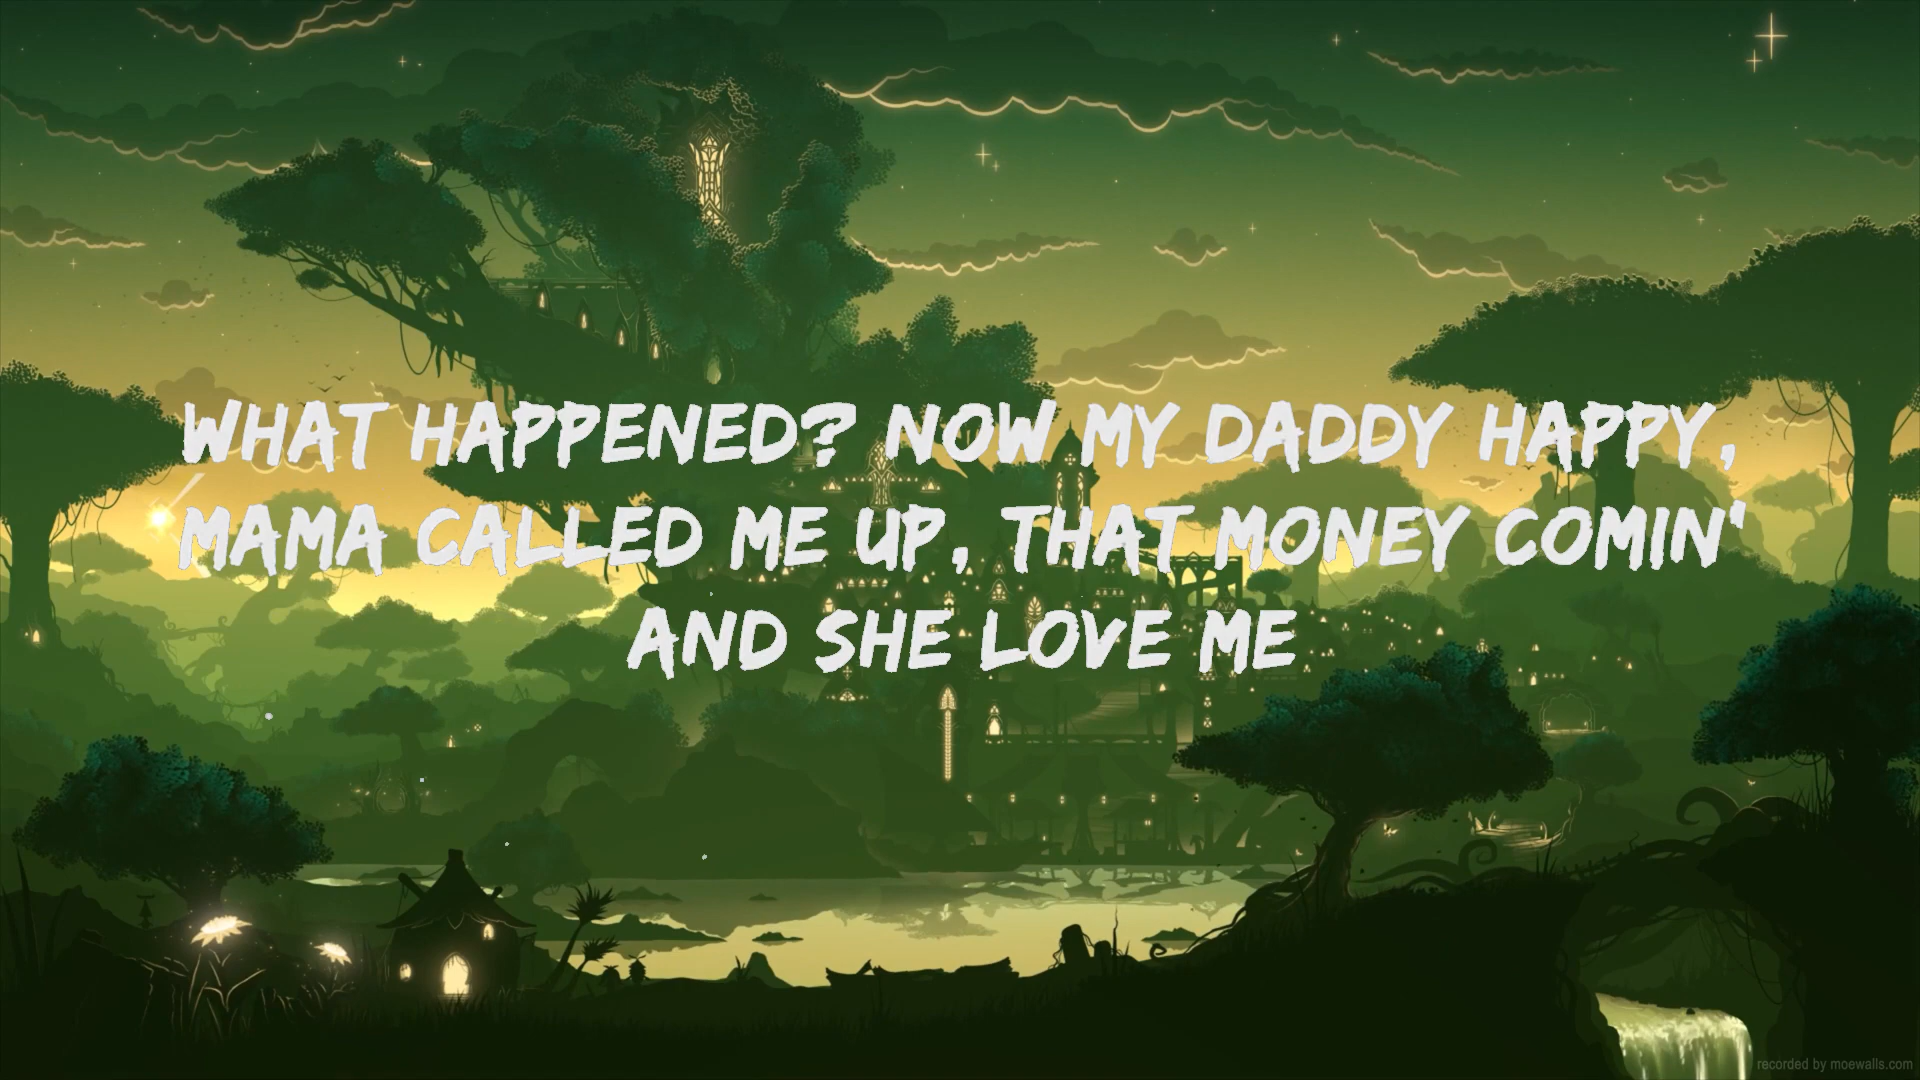 WHAT HAPPENED? NOW MY DADDY HAPPY,
MAMA CALLED ME UP, THAT MONEY COMIN'
AND SHE LOVE ME
recorded by moewalls.com